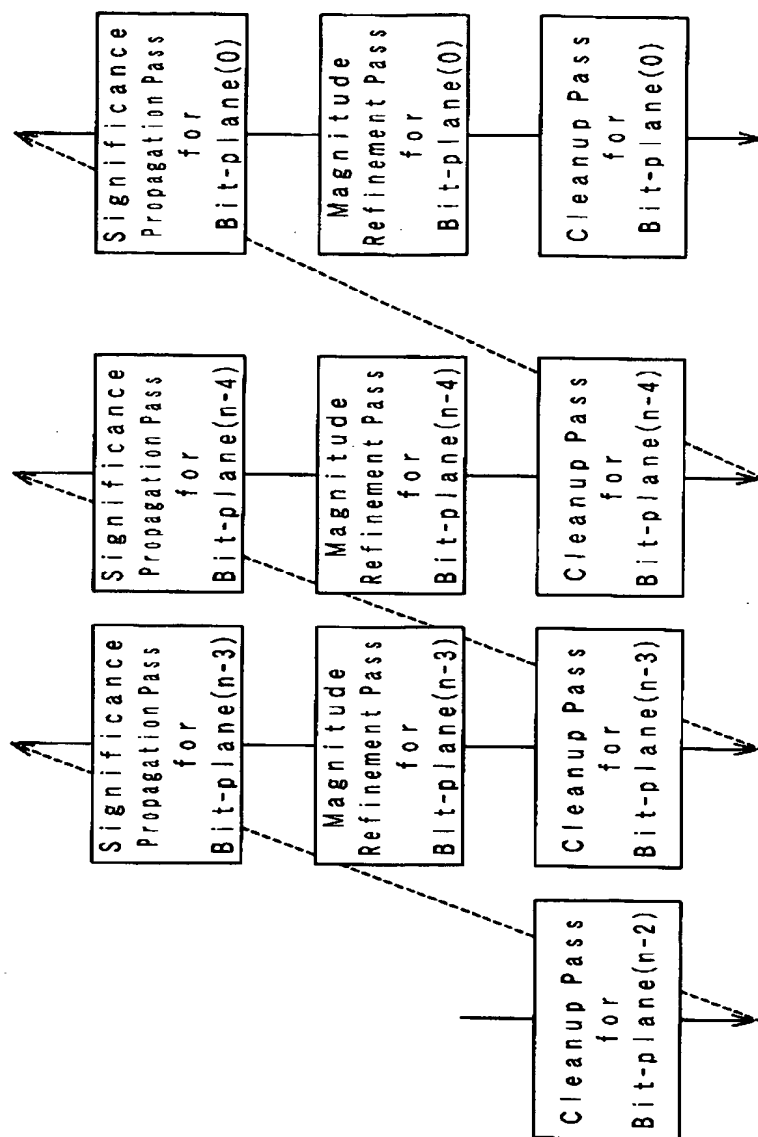 Cleanup Pass
for
Bit-plane(n-2)
Significance
Propagation Pass
for
Bit-plane(n-3)
Magnitude
Refinement Pass
for
Bit-plane(n-3)
Cleanup Pass
for
Bit-plane(n-3)
Significance
Propagation Pass
for
Bit-plane(n-4)
Magnitude
Refinement Pass
for
Bit-plane(n-4)
Cleanup Pass
for
Bit-plane(n-4)
Significance
Propagation Pass
for
Bit-plane(0)
Magnitude
Refinement Pass
for
Bit-plane(0)
Cleanup Pass
for
Bit-plane(0)